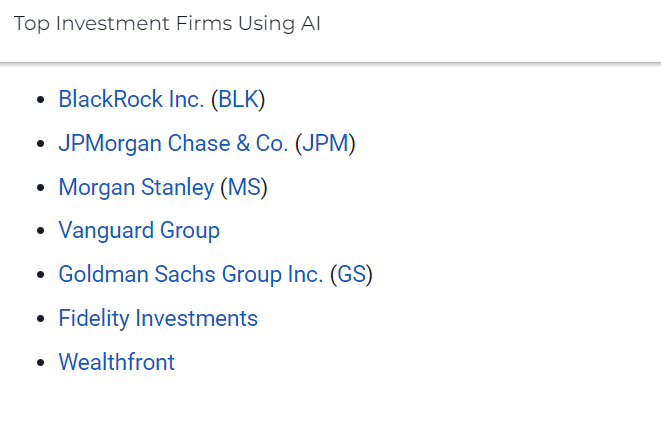 Top Investment Firms Using AI
• BlackRock Inc. (BLK)
• JPMorgan Chase & Co. (JPM)
• Morgan Stanley (MS)
• Vanguard Group
• Goldman Sachs Group Inc. (GS)
• Fidelity Investments
• Wealthfront